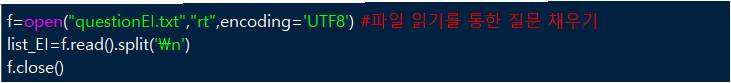 f=open("questionEI.txt","rt",encoding='UTF8') #파일 읽기를 통한 질문 채우기
list_EI=f.read().split('₩n')
f.close()